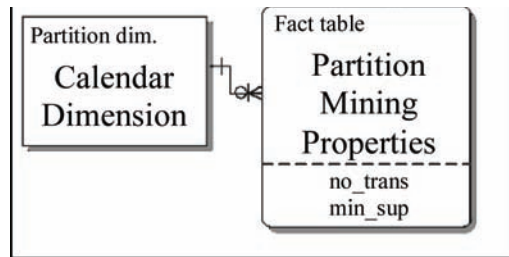 Partition dim.
Calendar
Dimension
Fact table
Partition
Mining
Properties
no_trans
min_sup